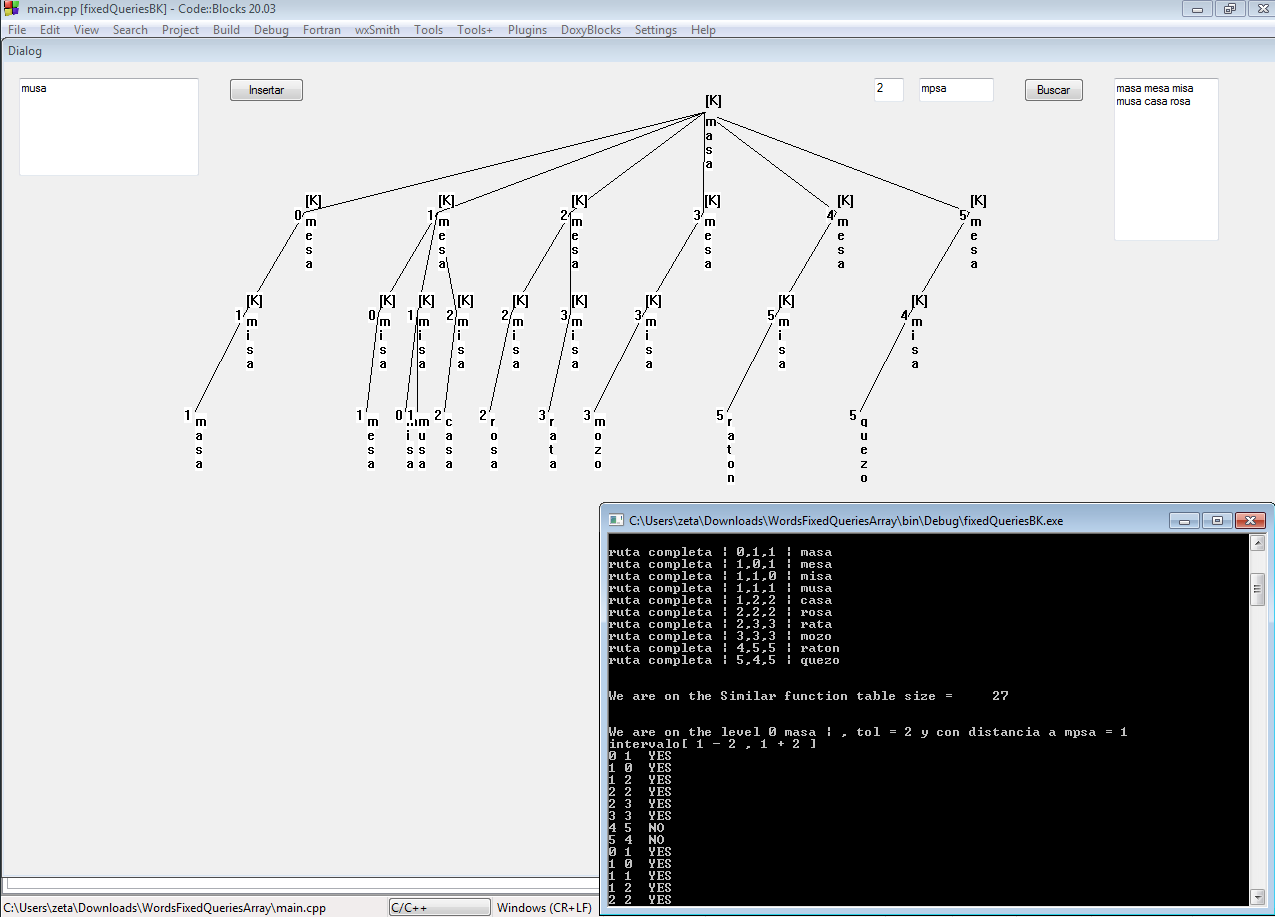 main.cpp [fixedQueriesBK] - Code::Blocks 20.03
File Edit View Search Project Build Debug Fortran wxSmith Tools Tools+ Plugins DoxyBlocks Settings Help
Dialog
musa
Insertar
2
mpsa
Buscar
masa mesa misa
musa casa rosa
[K]
masa
[K] [K] [K] [K] [K] [K]
0 1 2 3 4 5
mesa mesa mesa mesa mesa mesa
[K] [K] [K] [K] [K] [K] [K] [K] [K]
1 0 1 2 2 3 3 5 4
misa misa misa misa misa misa misa misa misa
1 1 0 1 2 2 3 3 5 5
masa mesa misa musa casa rosa rata mozo raton quezo
C:\Users\zeta\Downloads\WordsFixedQueriesArray\bin\Debug\fixedQueriesBK.exe
ruta completa ¦ 0,1,1 ¦ masa
ruta completa ¦ 1,0,1 ¦ mesa
ruta completa ¦ 1,1,0 ¦ misa
ruta completa ¦ 1,1,1 ¦ musa
ruta completa ¦ 1,2,2 ¦ casa
ruta completa ¦ 2,2,2 ¦ rosa
ruta completa ¦ 2,3,3 ¦ rata
ruta completa ¦ 3,3,3 ¦ mozo
ruta completa ¦ 4,5,5 ¦ raton
ruta completa ¦ 5,4,5 ¦ quezo
We are on the Similar function table size = 27
We are on the level 0 masa ¦ , tol = 2 y con distancia a mpsa = 1
intervalo[ 1 - 2 , 1 + 2 ]
0 1 YES
1 0 YES
1 2 YES
2 2 YES
2 3 YES
3 3 YES
4 5 NO
5 4 NO
0 1 YES
1 0 YES
1 1 YES
1 2 YES
2 2 YES
C:\Users\zeta\Downloads\WordsFixedQueriesArray\main.cpp
C/C++
Windows (CR+LF)